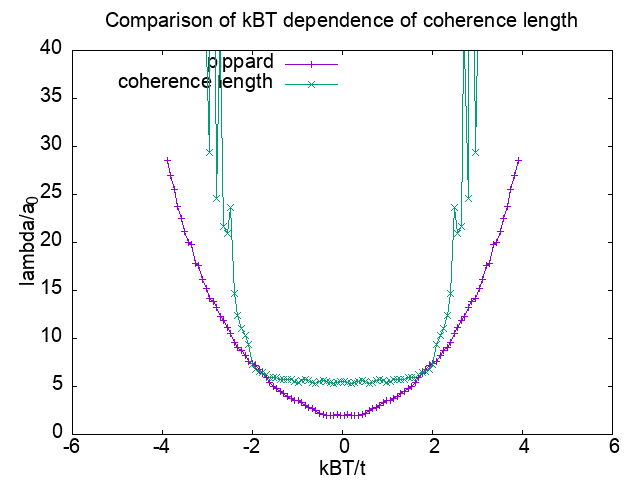 Comparison of kBT dependence of coherence length
pippard
coherence length
40
35
30
25
20
15
10
5
0
-6 -4 -2 0 2 4 6
lambda/a0
kBT/t